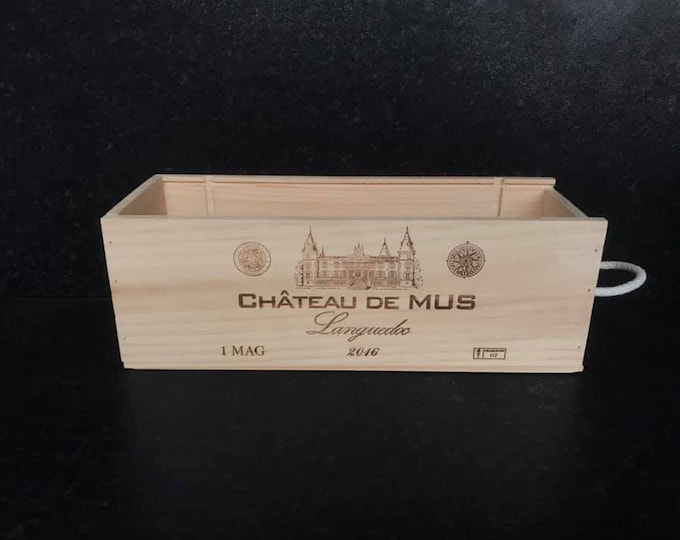 CHÂTEAU DE MUS
Languedoc
1 MAG
2016